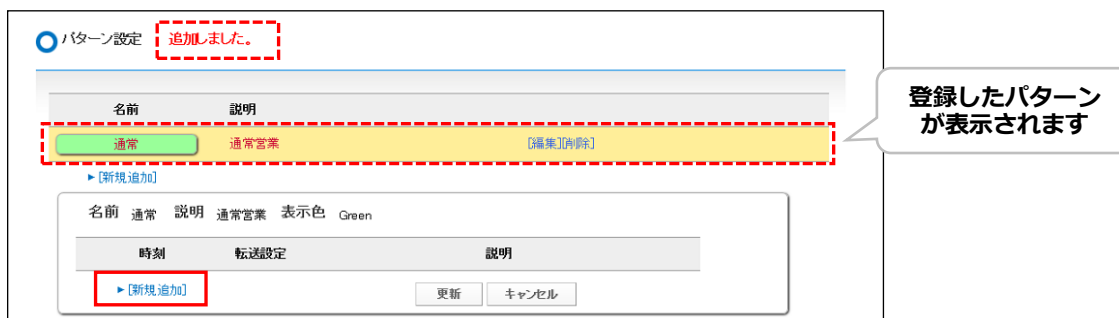 パターン設定 追加しました。
名前 説明
通常 通常営業 [編集][削除]
►[新規追加]
名前 通常 説明 通常営業 表示色 Green
時刻 転送設定 説明
►[新規追加] 更新 キャンセル
登録したパターン
が表示されます